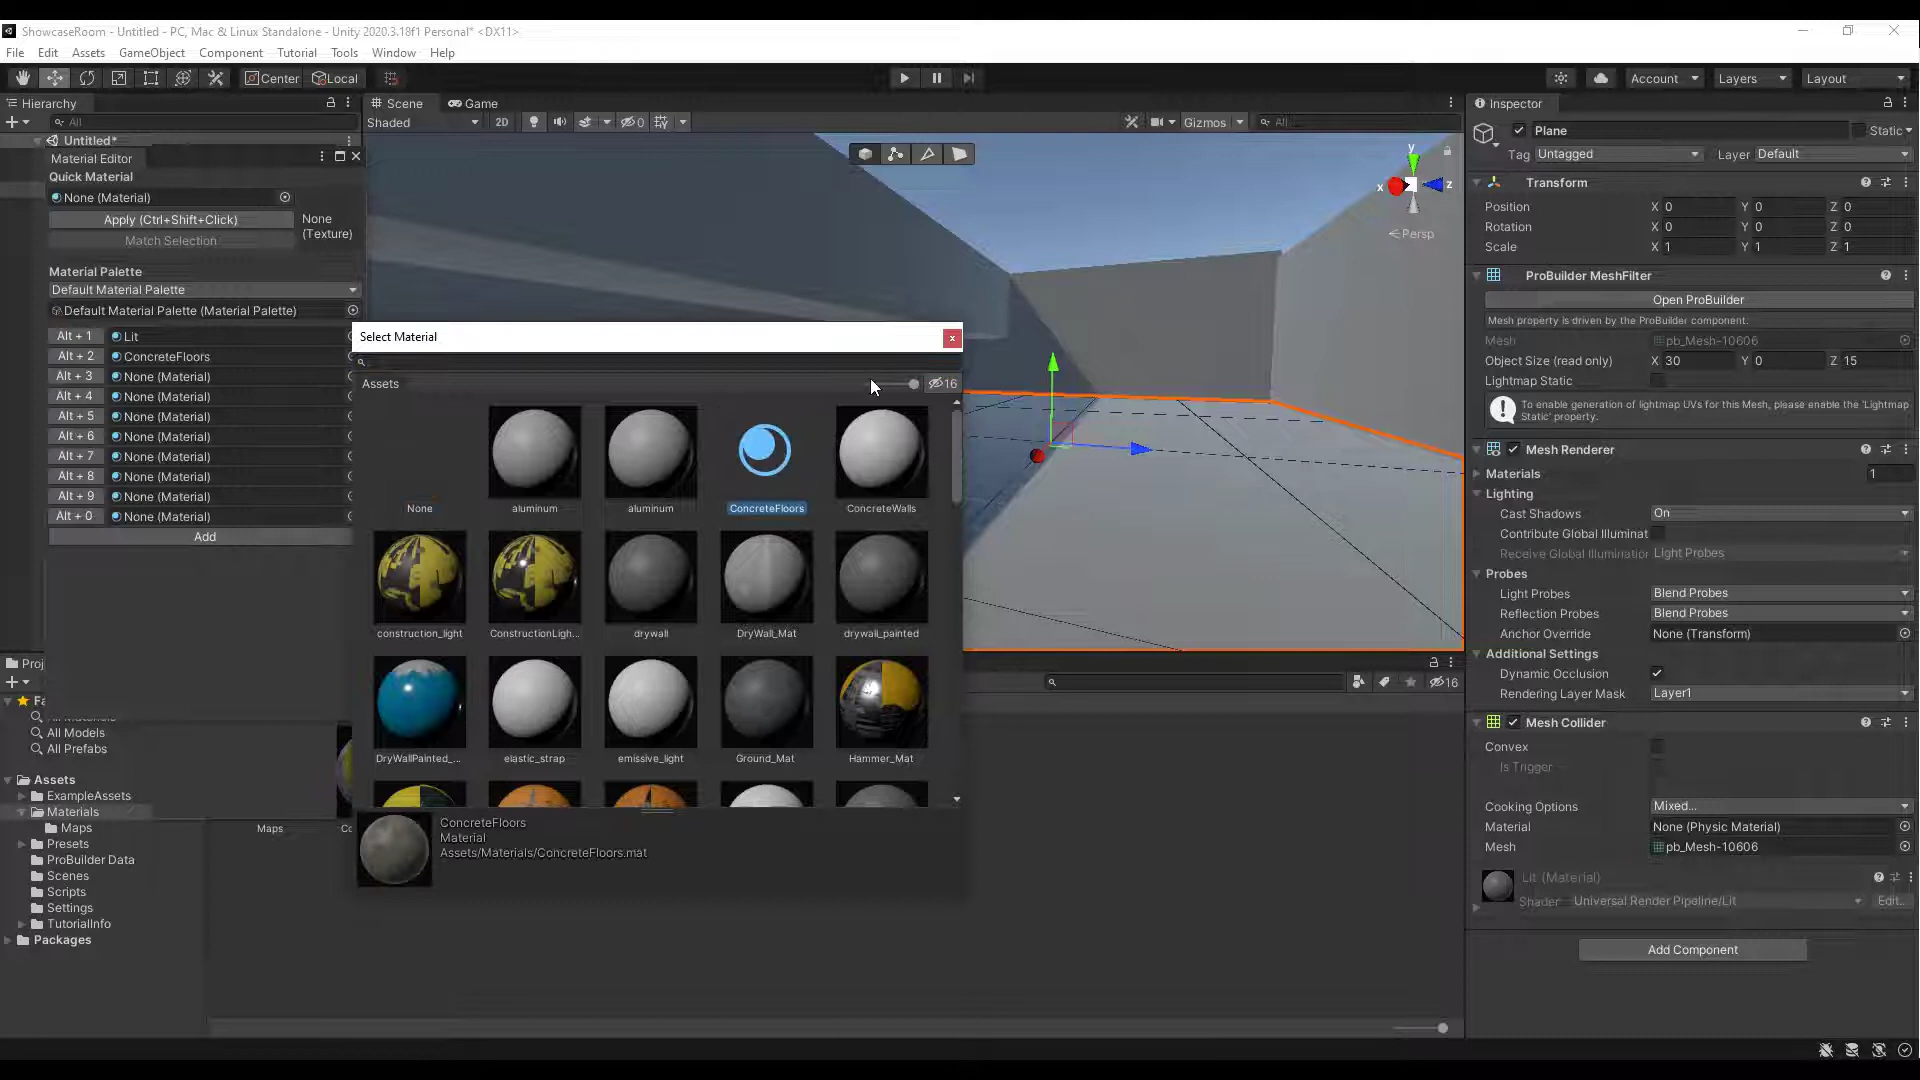 ShowcaseRoom - Untitled - PC, Mac & Linux Standalone - Unity 2020.3.18f1 Personal* <DX11>
File Edit Assets GameObject Component Tutorial Tools Window Help
Center Local Account Layers Layout
Hierarchy
All
Untitled*
Material Editor
Quick Material
None (Material)
Apply (Ctrl+Shift+Click)
None
(Texture)
Match Selection
Material Palette
Default Material Palette
Default Material Palette (Material Palette)
Alt + 1 Lit
Alt + 2 ConcreteFloors
Alt + 3 None (Material)
Alt + 4 None (Material)
Alt + 5 None (Material)
Alt + 6 None (Material)
Alt + 7 None (Material)
Alt + 8 None (Material)
Alt + 9 None (Material)
Alt + 0 None (Material)
Add
Scene Game
Shaded 2D 0 Gizmos All
y
x z
Persp
Select Material
Assets 16
None aluminum aluminum ConcreteFloors ConcreteWalls
construction_light ConstructionLigh... drywall DryWall_Mat drywall_painted
DryWallPainted_... elastic_strap emissive_light Ground_Mat Hammer_Mat
ConcreteFloors
Material
Assets/Materials/ConcreteFloors.mat
Proj
Fa
All Materials
All Models
All Prefabs
Assets
ExampleAssets
Materials
Maps
Presets
ProBuilder Data
Scenes
Scripts
Settings
TutorialInfo
Packages
Maps Cc
16
Inspector
Plane Static
Tag Untagged Layer Default
Transform
Position X 0 Y 0 Z 0
Rotation X 0 Y 0 Z 0
Scale X 1 Y 1 Z 1
ProBuilder MeshFilter
Open ProBuilder
Mesh property is driven by the ProBuilder component.
Mesh pb_Mesh-10606
Object Size (read only) X 30 Y 0 Z 15
Lightmap Static
To enable generation of lightmap UVs for this Mesh, please enable the 'Lightmap
Static' property.
Mesh Renderer
Materials 1
Lighting
Cast Shadows On
Contribute Global Illuminat
Receive Global Illumination Light Probes
Probes
Light Probes Blend Probes
Reflection Probes Blend Probes
Anchor Override None (Transform)
Additional Settings
Dynamic Occlusion
Rendering Layer Mask Layer1
Mesh Collider
Convex
Is Trigger
Cooking Options Mixed...
Material None (Physic Material)
Mesh pb_Mesh-10606
Lit (Material)
Shader Universal Render Pipeline/Lit Edit...
Add Component